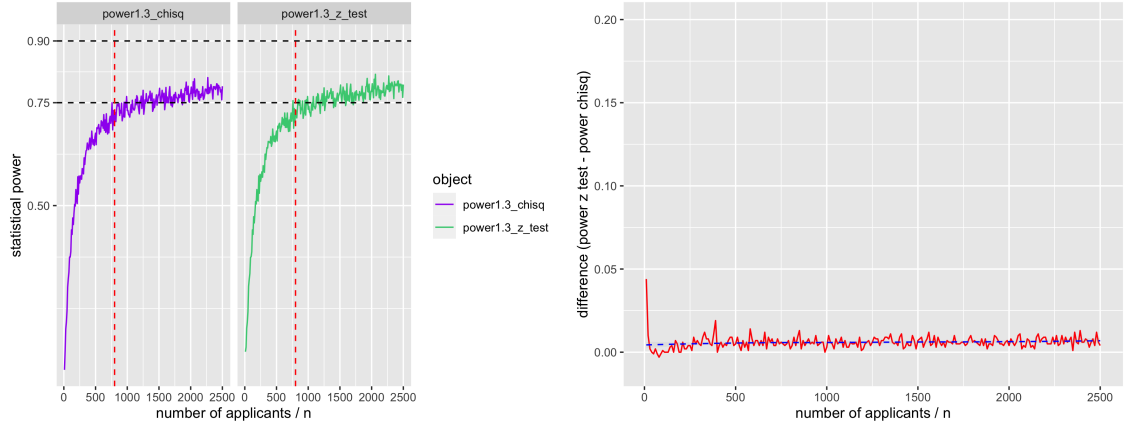 power1.3_chisq
power1.3_z_test
statistical power
0.90
0.75
0.50
0 500 1000 1500 2000 2500
0 500 1000 1500 2000 2500
number of applicants / n
object
power1.3_chisq
power1.3_z_test
difference (power z test - power chisq)
0.20
0.15
0.10
0.05
0.00
0 500 1000 1500 2000 2500
number of applicants / n